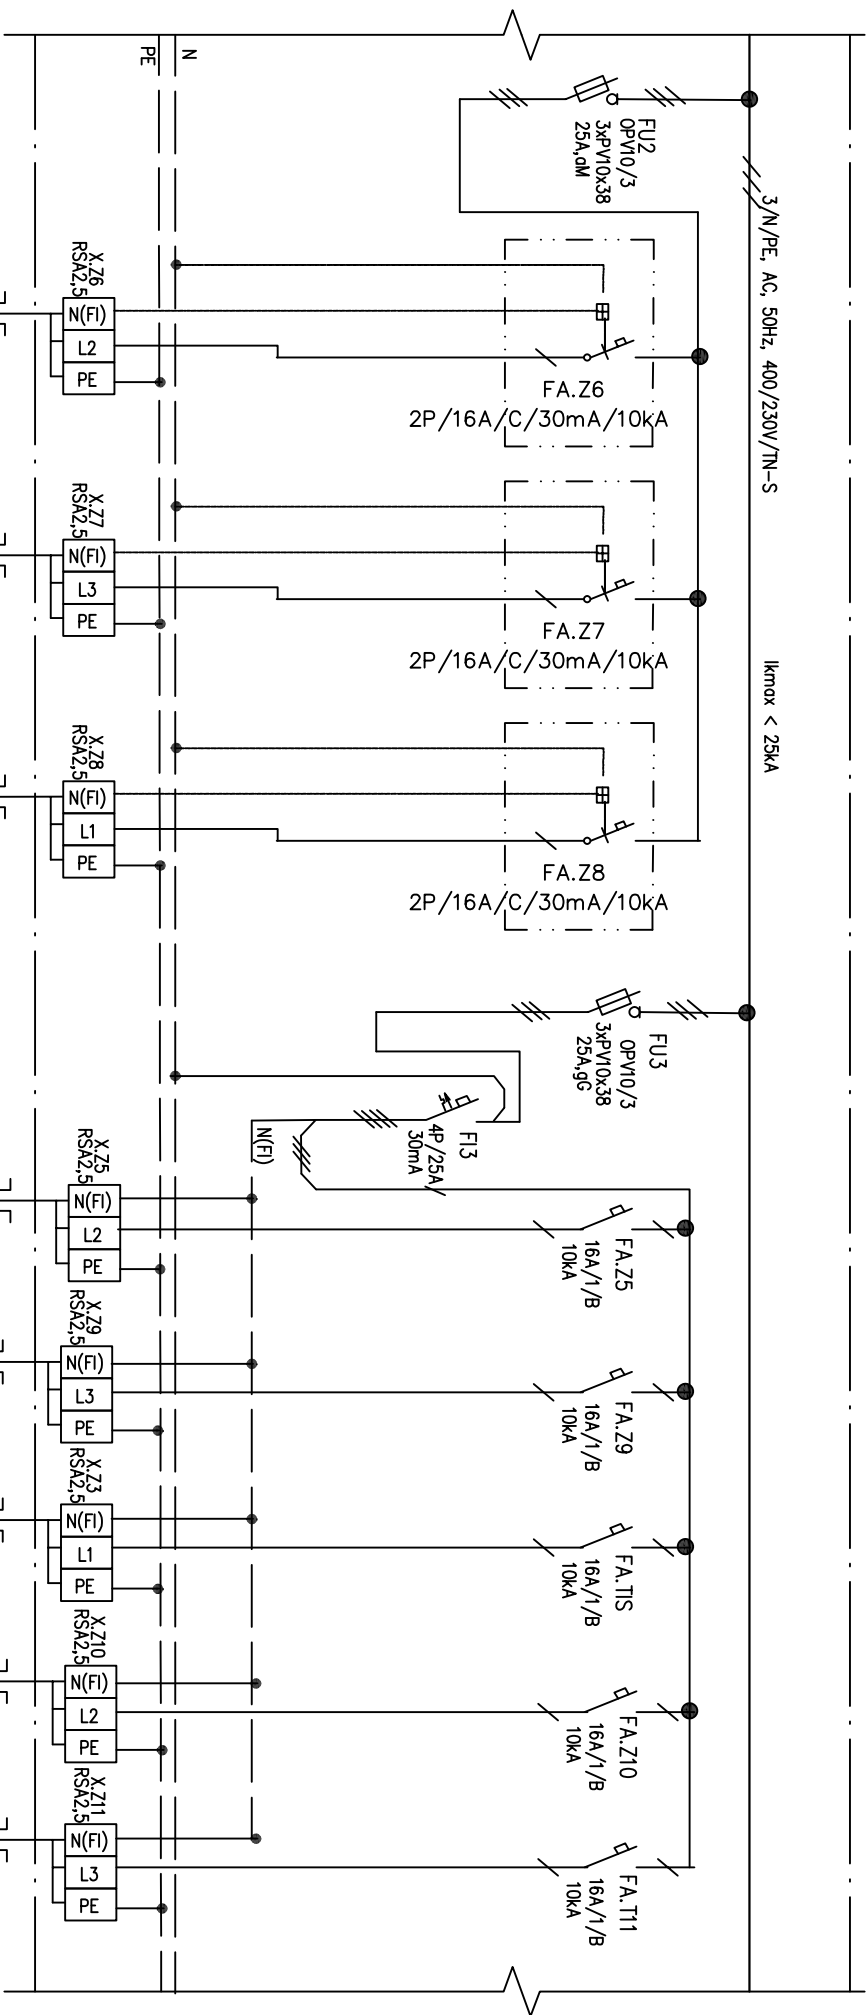 N
PE
FU2
OPV10/3
3xPV10x38
25A,aM
3/N/PE, AC, 50Hz, 400/230V/TN-S
Ikmax < 25kA
X.Z6
RSA2,5
N(FI)
L2
PE
FA.Z6
2P/16A/C/30mA/10kA
X.Z7
RSA2,5
N(FI)
L3
PE
FA.Z7
2P/16A/C/30mA/10kA
X.Z8
RSA2,5
N(FI)
L1
PE
FA.Z8
2P/16A/C/30mA/10kA
FU3
OPV10/3
3xPV10x38
25A,gG
FI3
4P/25A
30mA
N(FI)
X.Z5
RSA2,5
N(FI)
L2
PE
FA.Z5
16A/1/B
10kA
X.Z9
RSA2,5
N(FI)
L3
PE
FA.Z9
16A/1/B
10kA
X.Z3
RSA2,5
N(FI)
L1
PE
FA.TIS
16A/1/B
10kA
X.Z10
RSA2,5
N(FI)
L2
PE
FA.Z10
16A/1/B
10kA
X.Z11
RSA2,5
N(FI)
L3
PE
FA.T11
16A/1/B
10kA